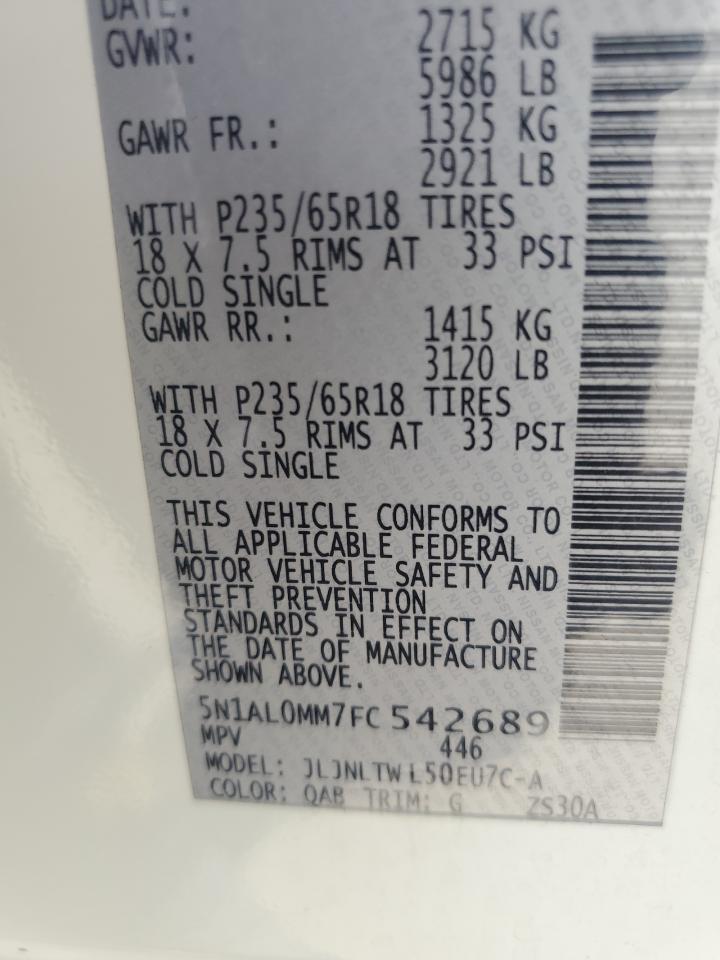 DATE:
GVWR: 2715 KG
5986 LB
GAWR FR.: 1325 KG
2921 LB
WITH P235/65R18 TIRES
18 X 7.5 RIMS AT 33 PSI
COLD SINGLE
GAWR RR.: 1415 KG
3120 LB
WITH P235/65R18 TIRES
18 X 7.5 RIMS AT 33 PSI
COLD SINGLE
THIS VEHICLE CONFORMS TO
ALL APPLICABLE FEDERAL
MOTOR VEHICLE SAFETY AND
THEFT PREVENTION
STANDARDS IN EFFECT ON
THE DATE OF MANUFACTURE
SHOWN ABOVE.
5N1AL0MM7FC 542689
MPV 446
MODEL: JLJNLTW L50EU7C-A
COLOR: QAB TRIM: G ZS30A